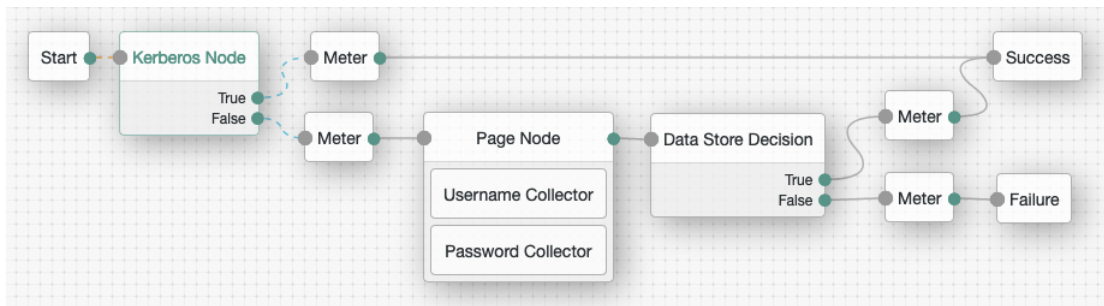 Start
Kerberos Node
True
False
Meter
Meter
Page Node
Username Collector
Password Collector
Data Store Decision
True
False
Meter
Meter
Success
Failure